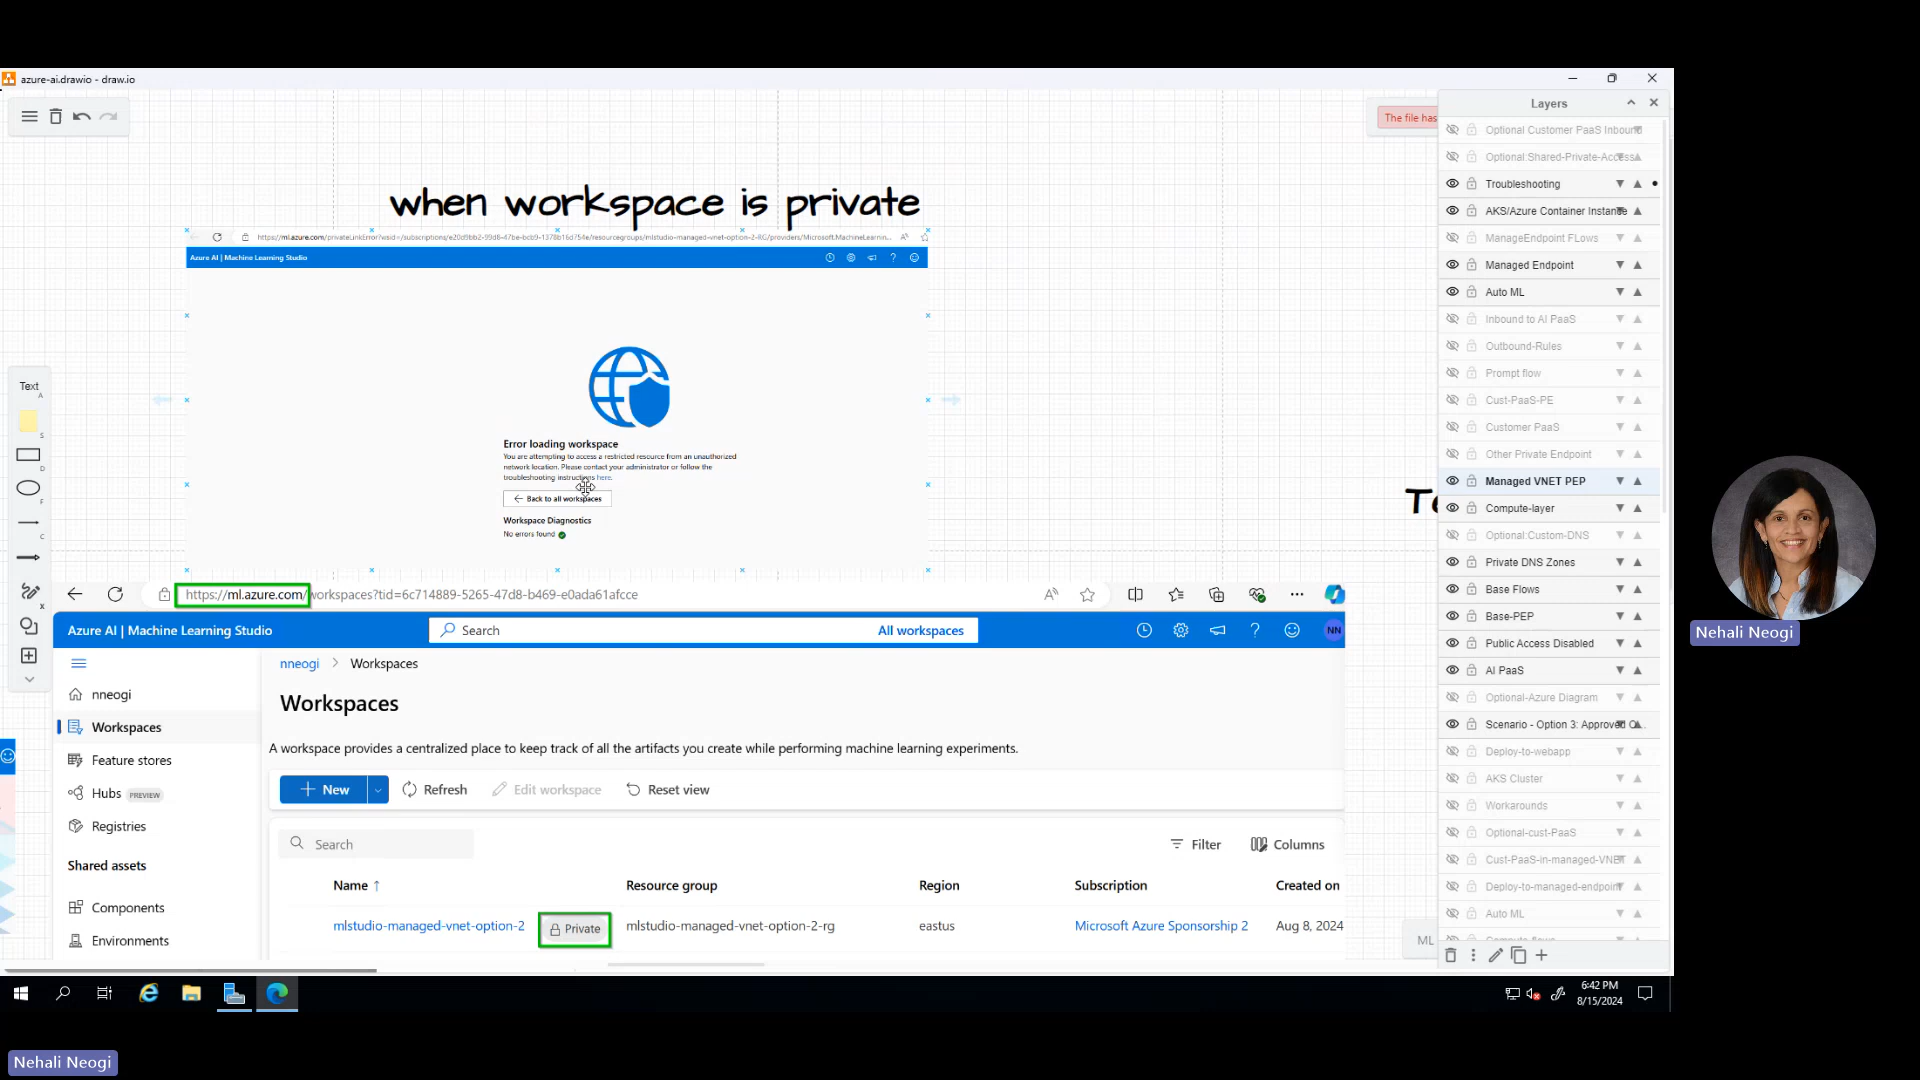 azure-ai.drawio - draw.io
Layers
The file has
Optional Customer PaaS Inbound
Optional:Shared-Private-Access
Troubleshooting
AKS/Azure Container Instance
ManageEndpoint FLows
Managed Endpoint
Auto ML
Inbound to AI PaaS
Outbound-Rules
Prompt flow
Cust-PaaS-PE
Customer PaaS
Other Private Endpoint
Managed VNET PEP
Compute-layer
Optional:Custom-DNS
Private DNS Zones
Base Flows
Base-PEP
Public Access Disabled
AI PaaS
Optional-Azure Diagram
Scenario - Option 3: Approved O...
Deploy-to-webapp
AKS Cluster
Workarounds
Optional-cust-PaaS
Cust-PaaS-in-managed-VNET
Deploy-to-managed-endpoint
Auto ML
when workspace is private
Azure AI | Machine Learning Studio
Error loading workspace
You are attempting to access a restricted resource from an unauthorized
network location. Please contact your administrator or follow the
troubleshooting instructions here.
Back to all workspaces
Workspace Diagnostics
No errors found
Text
https://ml.azure.com/workspaces?tid=6c714889-5265-47d8-b469-e0ada61afcce
Azure AI | Machine Learning Studio
Search
All workspaces
NN
nneogi
Workspaces
Feature stores
Hubs PREVIEW
Registries
Shared assets
Components
Environments
nneogi > Workspaces
Workspaces
A workspace provides a centralized place to keep track of all the artifacts you create while performing machine learning experiments.
New
Refresh
Edit workspace
Reset view
Search
Filter
Columns
Name ↑ Resource group Region Subscription Created on
mlstudio-managed-vnet-option-2 Private mlstudio-managed-vnet-option-2-rg eastus Microsoft Azure Sponsorship 2 Aug 8, 2024
ML
6:42 PM
8/15/2024
Nehali Neogi
Nehali Neogi